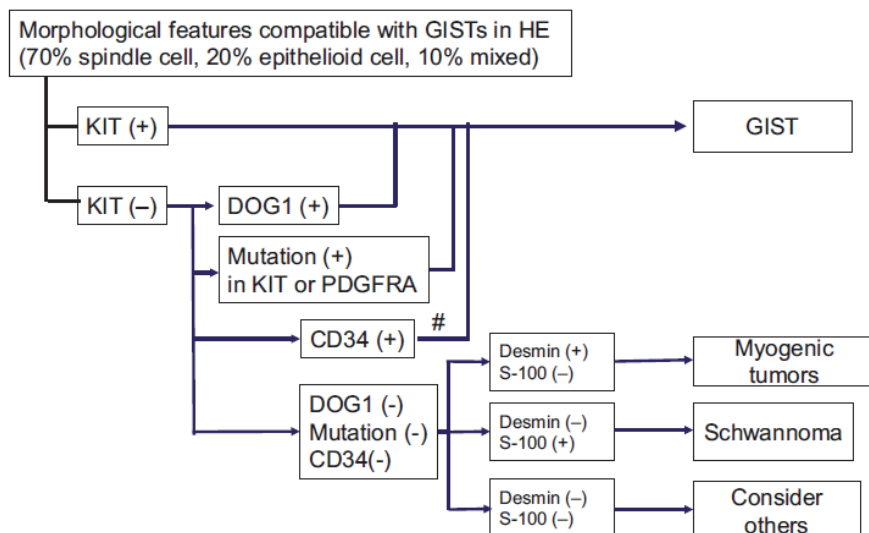 Morphological features compatible with GISTs in HE
(70% spindle cell, 20% epithelioid cell, 10% mixed)
KIT (+)
GIST
KIT (–)
DOG1 (+)
Mutation (+)
in KIT or PDGFRA
CD34 (+)
#
DOG1 (-)
Mutation (-)
CD34(-)
Desmin (+)
S-100 (–)
Myogenic
tumors
Desmin (–)
S-100 (+)
Schwannoma
Desmin (–)
S-100 (–)
Consider
others